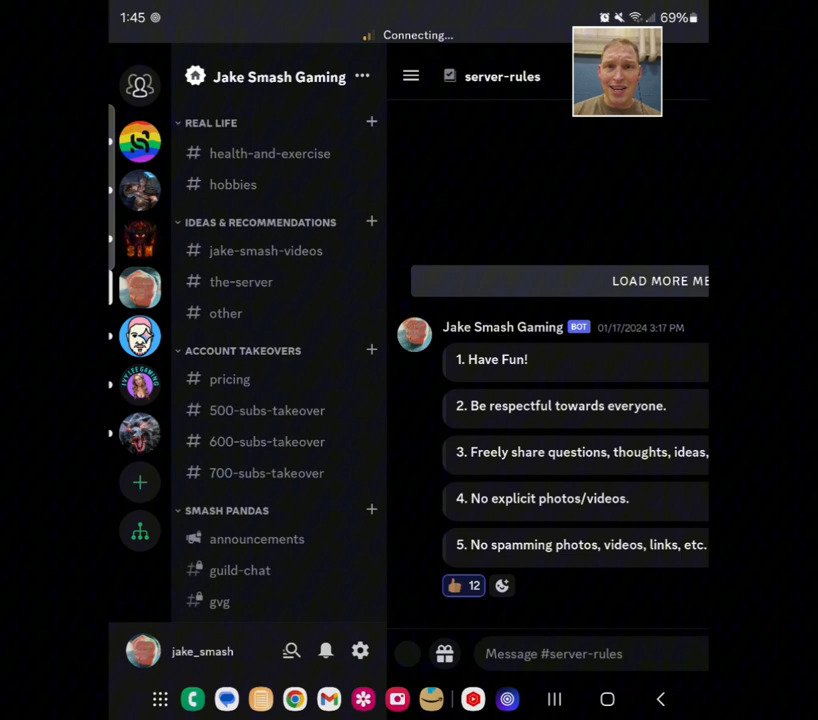 1:45
69%
Connecting...
Jake Smash Gaming
REAL LIFE
health-and-exercise
hobbies
IDEAS & RECOMMENDATIONS
jake-smash-videos
the-server
other
ACCOUNT TAKEOVERS
pricing
500-subs-takeover
600-subs-takeover
700-subs-takeover
SMASH PANDAS
announcements
guild-chat
gvg
jake_smash
server-rules
LOAD MORE ME
Jake Smash Gaming BOT 01/17/2024 3:17 PM
1. Have Fun!
2. Be respectful towards everyone.
3. Freely share questions, thoughts, ideas,
4. No explicit photos/videos.
5. No spamming photos, videos, links, etc.
12
Message #server-rules